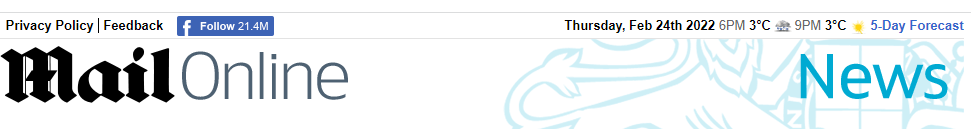 Privacy Policy | Feedback f Follow 21.4M Thursday, Feb 24th 2022 6PM 3°C 9PM 3°C 5-Day Forecast
Mail Online News